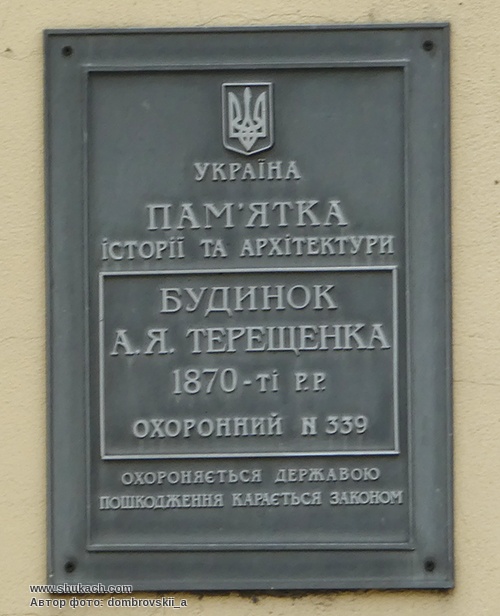 УКРАЇНА
ПАМ'ЯТКА
ІСТОРІЇ ТА АРХІТЕКТУРИ
БУДИНОК
А.Я. ТЕРЕЩЕНКА
1870-ті Р.Р.
ОХОРОННИЙ N 339
ОХОРОНЯЄТЬСЯ ДЕРЖАВОЮ
ПОШКОДЖЕННЯ КАРАЄТЬСЯ ЗАКОНОМ
www.shukach.com
Автор фото: dombrovskii_a